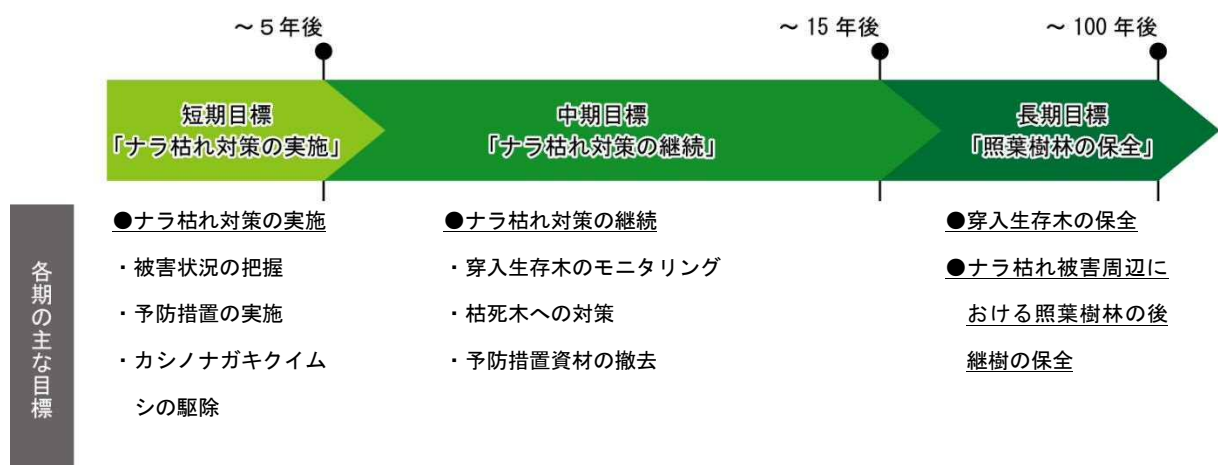 ～５年後
～ 15 年後
～ 100 年後
短期目標
「ナラ枯れ対策の実施」
中期目標
「ナラ枯れ対策の継続」
長期目標
「照葉樹林の保全」
各期の主な目標
●ナラ枯れ対策の実施
・被害状況の把握
・予防措置の実施
・カシノナガキクイム
シの駆除
●ナラ枯れ対策の継続
・穿入生存木のモニタリング
・枯死木への対策
・予防措置資材の撤去
●穿入生存木の保全
●ナラ枯れ被害周辺に
おける照葉樹林の後
継樹の保全